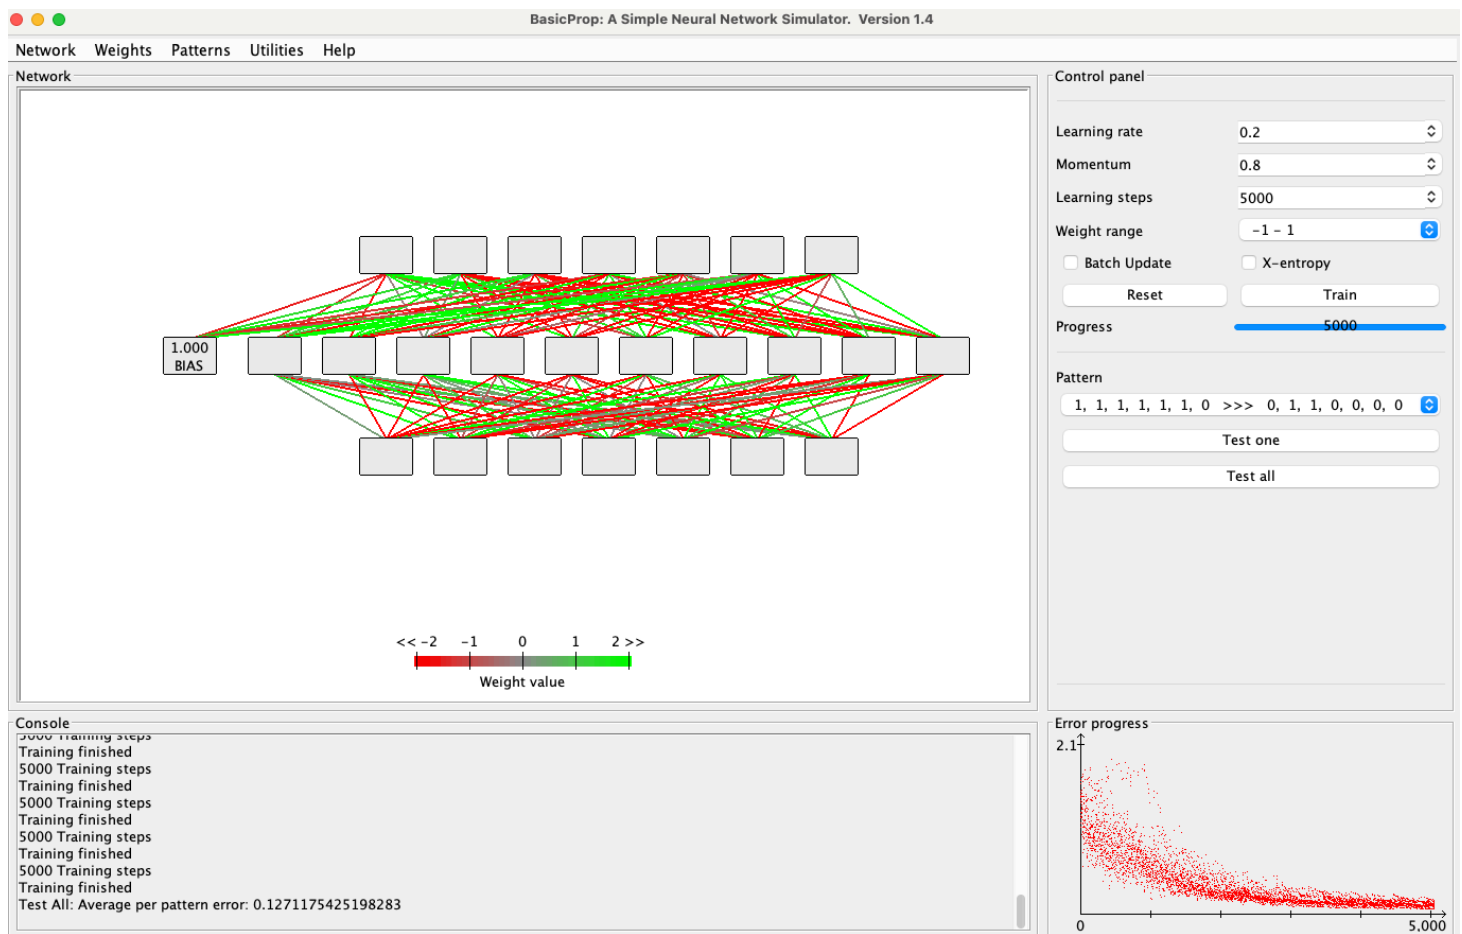 BasicProp: A Simple Neural Network Simulator. Version 1.4
Network Weights Patterns Utilities Help
Network
1.000
BIAS
<< -2 -1 0 1 2 >>
Weight value
Control panel
Learning rate 0.2
Momentum 0.8
Learning steps 5000
Weight range -1 - 1
Batch Update X-entropy
Reset Train
Progress 5000
Pattern
1, 1, 1, 1, 1, 1, 0 >>> 0, 1, 1, 0, 0, 0, 0
Test one
Test all
Console
5000 Training steps
Training finished
5000 Training steps
Training finished
5000 Training steps
Training finished
5000 Training steps
Training finished
5000 Training steps
Training finished
Test All: Average per pattern error: 0.1271175425198283
Error progress
2.1
0 5,000